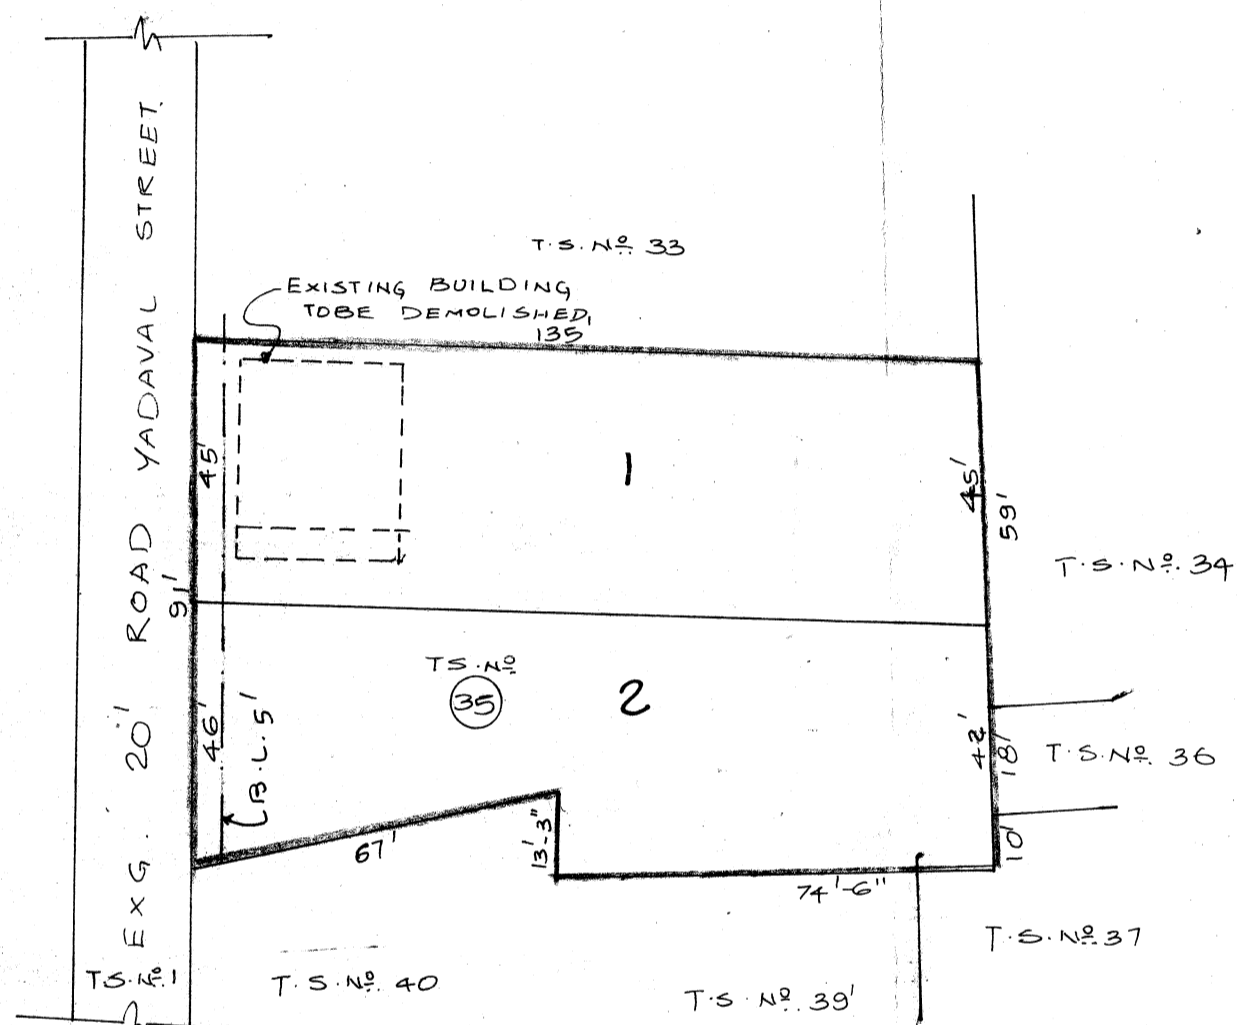 EXG. 20' ROAD YADAVAL STREET.
T.S. Nº 33
EXISTING BUILDING
TOBE DEMOLISHED,
135'
45'
1
45'
59'
T.S. Nº. 34
91'
T.S. Nº
35
2
46'
B.L. 5'
42'
18'
T.S. Nº. 36
67'
13'-3"
10'
74'-6"
T.S. Nº 37
T.S. Nº. 1
T.S. Nº. 40
T.S Nº. 39'